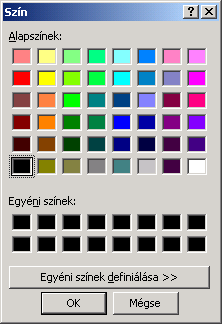 Szín
Alapszínek:
Egyéni színek:
Egyéni színek definiálása >>
OK
Mégse